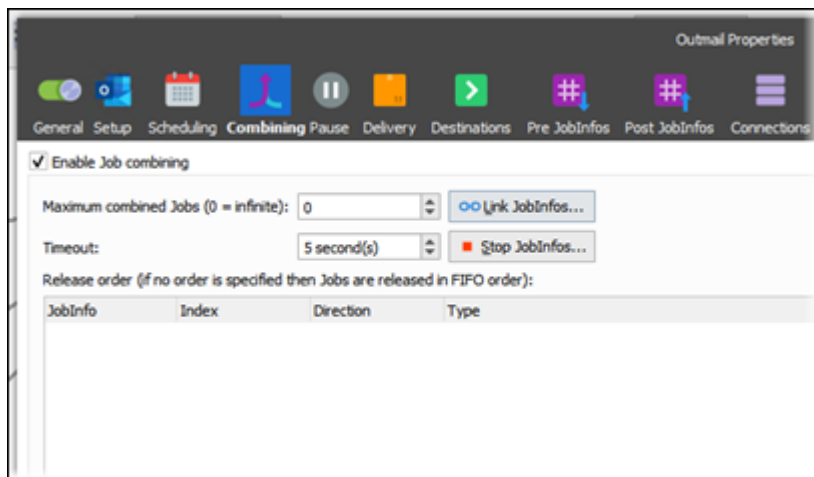 Outmail Properties
General Setup Scheduling Combining Pause Delivery Destinations Pre JobInfos Post JobInfos Connections
Enable Job combining
Maximum combined Jobs (0 = infinite): 0 Link JobInfos...
Timeout: 5 second(s) Stop JobInfos...
Release order (if no order is specified then Jobs are released in FIFO order):
JobInfo Index Direction Type